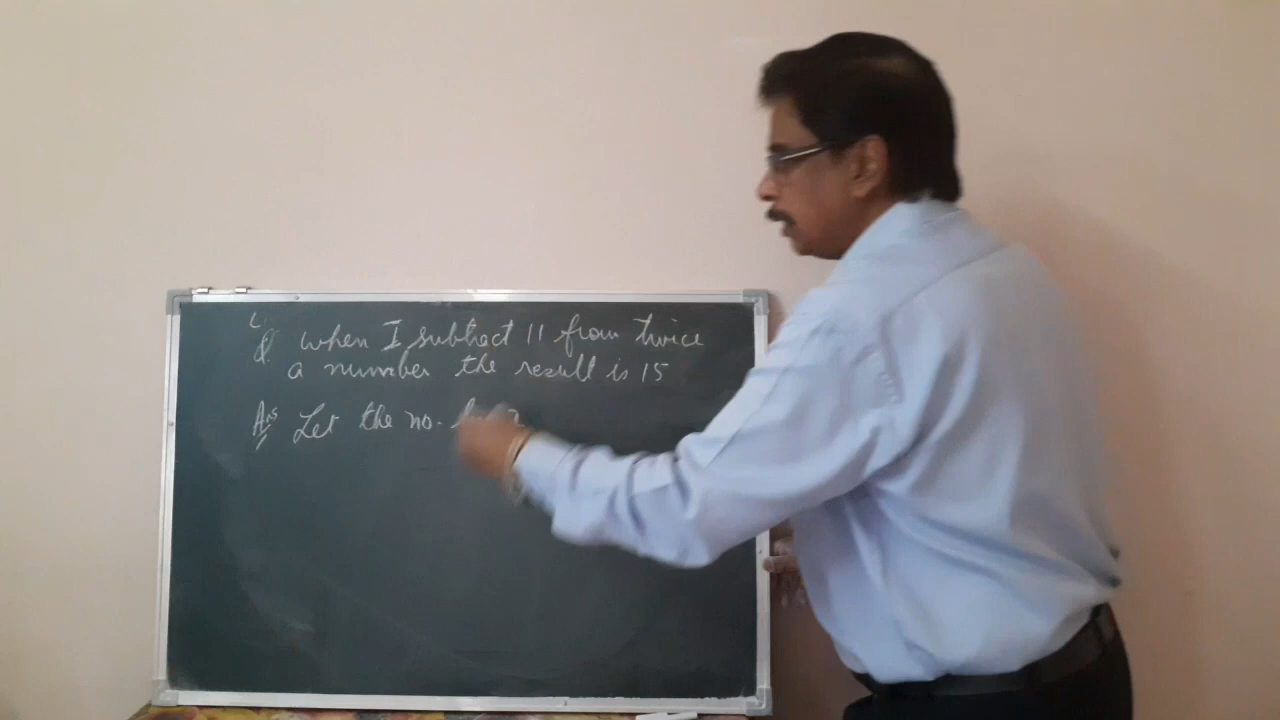 Q when I subtract 11 from twice
a number the result is 15
Ans Let the no.